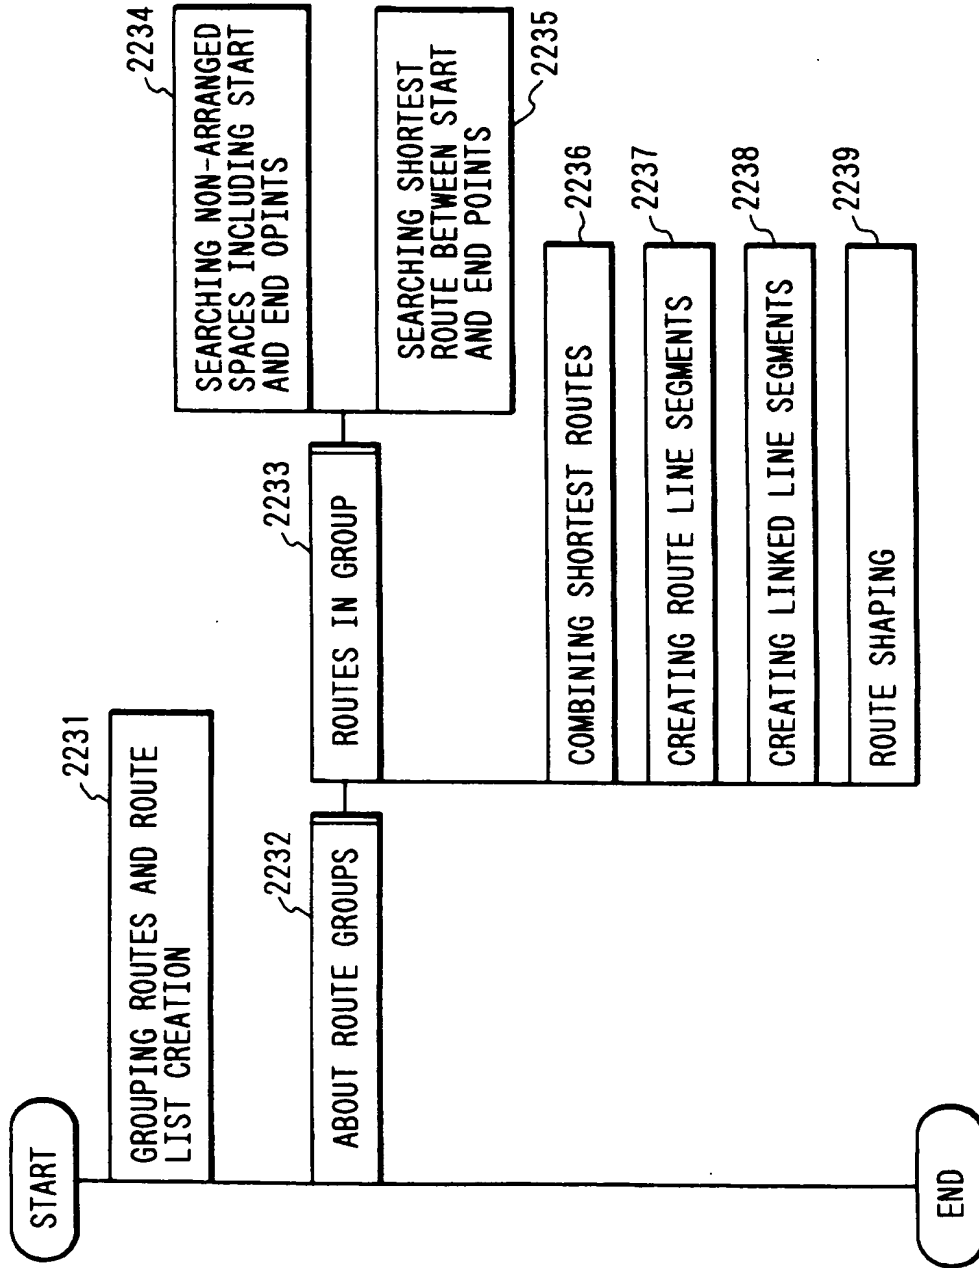 START
2231
GROUPING ROUTES AND ROUTE
LIST CREATION
2232
ABOUT ROUTE GROUPS
2233
ROUTES IN GROUP
2234
SEARCHING NON-ARRANGED
SPACES INCLUDING START
AND END OPINTS
2235
SEARCHING SHORTEST
ROUTE BETWEEN START
AND END POINTS
2236
COMBINING SHORTEST ROUTES
2237
CREATING ROUTE LINE SEGMENTS
2238
CREATING LINKED LINE SEGMENTS
2239
ROUTE SHAPING
END